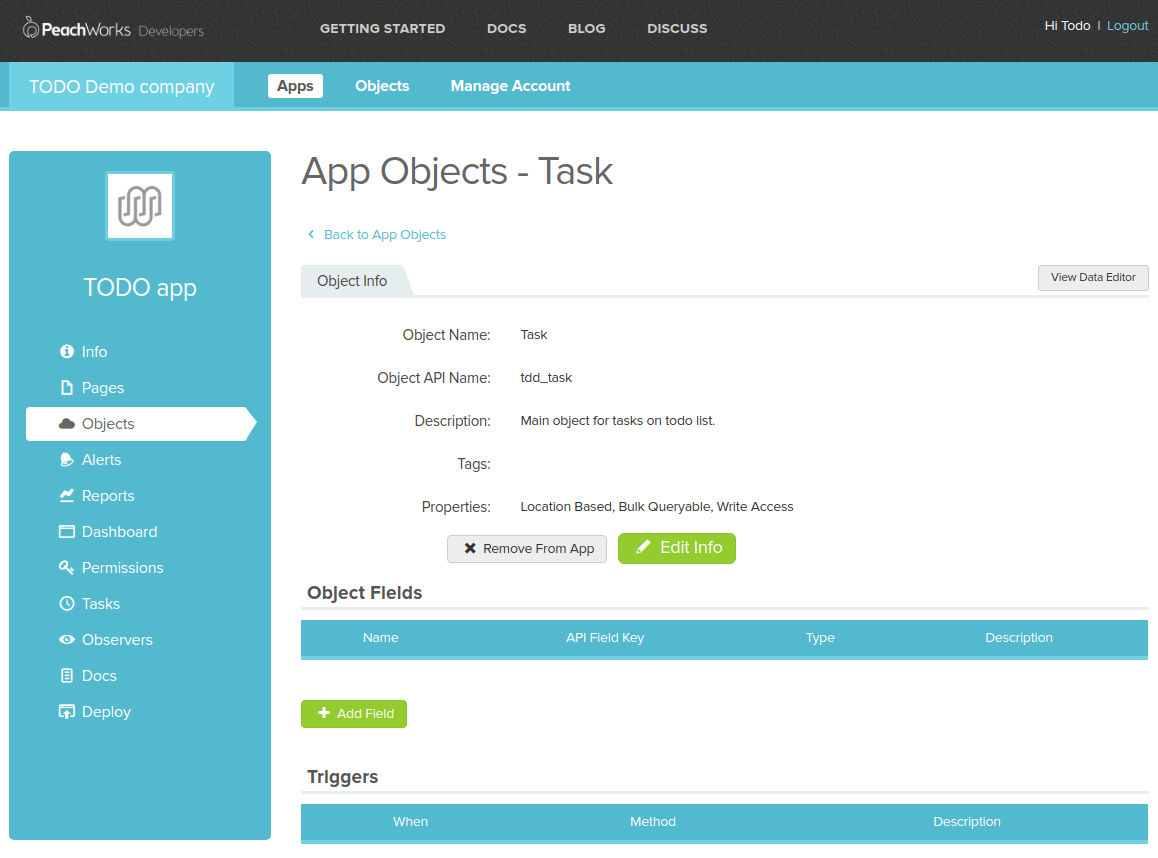 PeachWorks Developers GETTING STARTED DOCS BLOG DISCUSS Hi Todo | Logout
TODO Demo company Apps Objects Manage Account
TODO app
Info
Pages
Objects
Alerts
Reports
Dashboard
Permissions
Tasks
Observers
Docs
Deploy
App Objects - Task
Back to App Objects
Object Info View Data Editor
Object Name: Task
Object API Name: tdd_task
Description: Main object for tasks on todo list.
Tags:
Properties: Location Based, Bulk Queryable, Write Access
Remove From App Edit Info
Object Fields
Name API Field Key Type Description
Add Field
Triggers
When Method Description